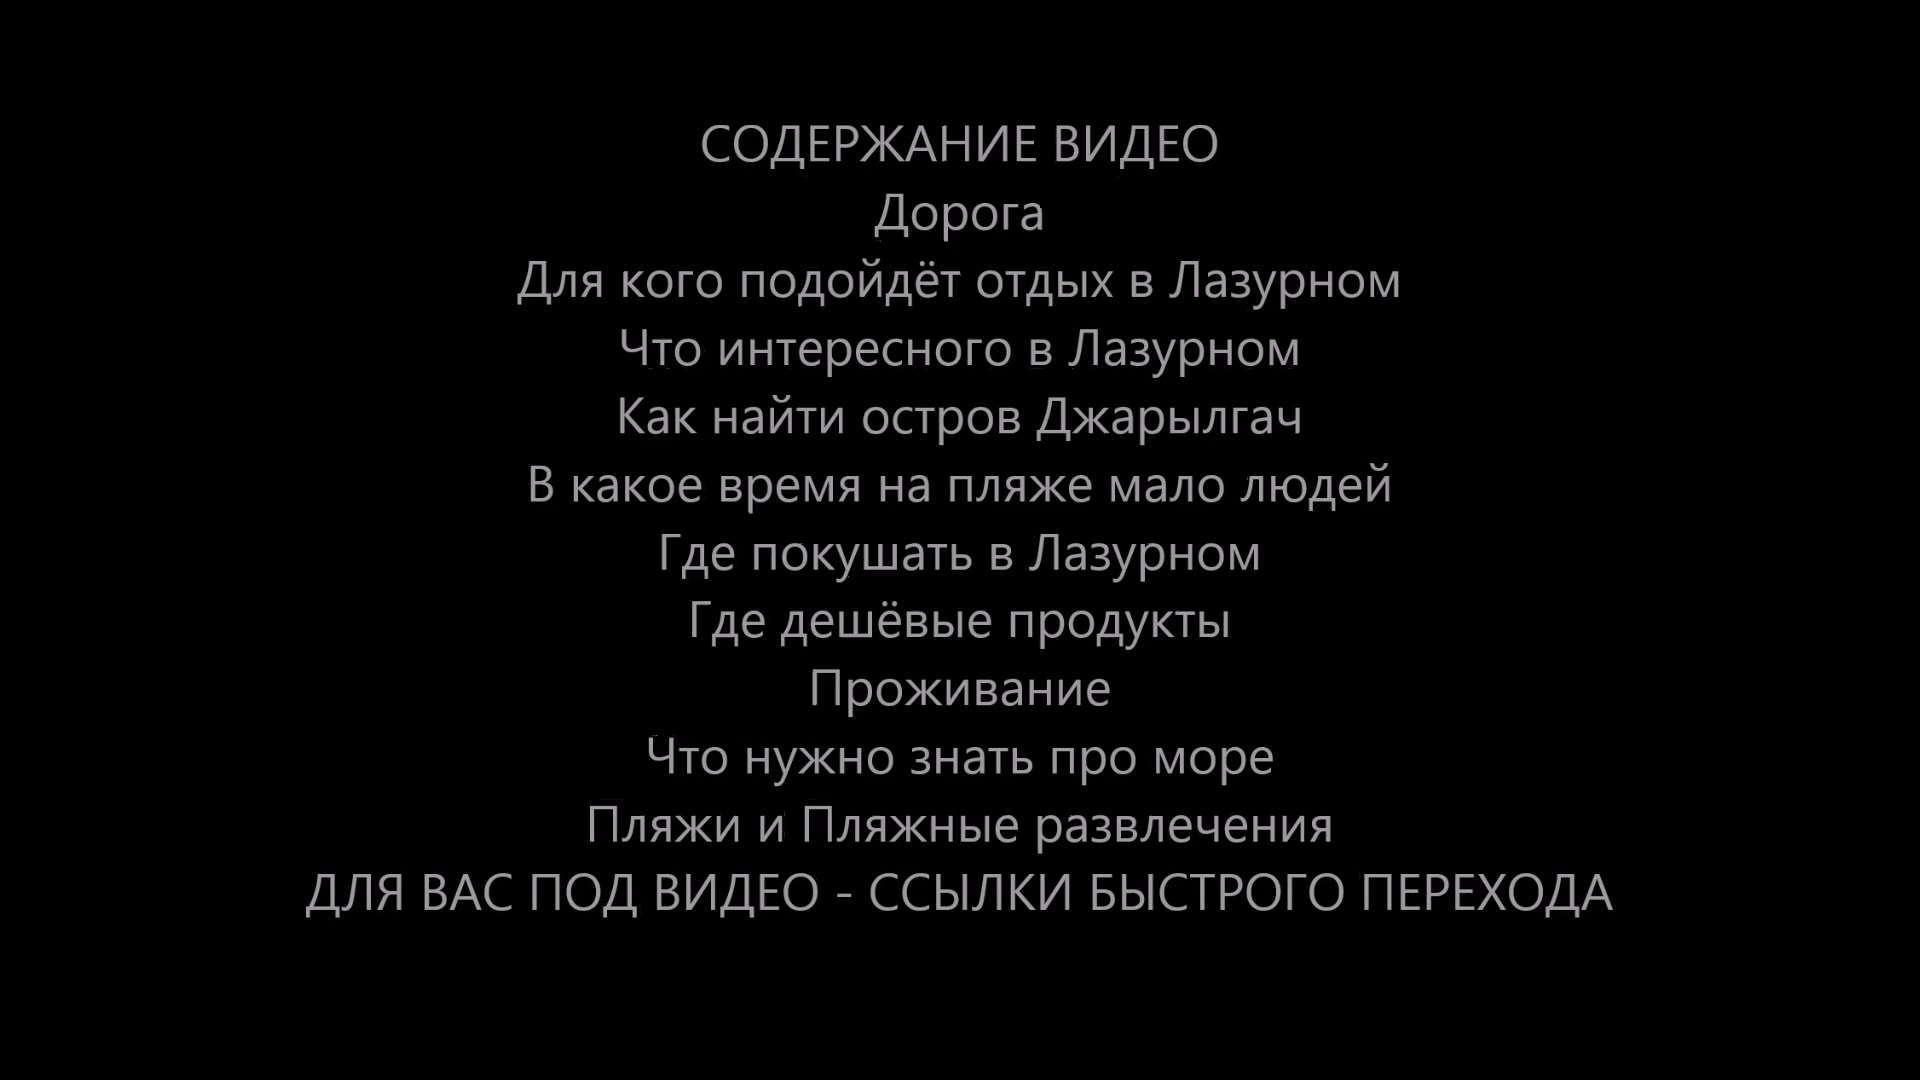 СОДЕРЖАНИЕ ВИДЕО
Дорога
Для кого подойдёт отдых в Лазурном
Что интересного в Лазурном
Как найти остров Джарылгач
В какое время на пляже мало людей
Где покушать в Лазурном
Где дешёвые продукты
Проживание
Что нужно знать про море
Пляжи и Пляжные развлечения
ДЛЯ ВАС ПОД ВИДЕО - ССЫЛКИ БЫСТРОГО ПЕРЕХОДА